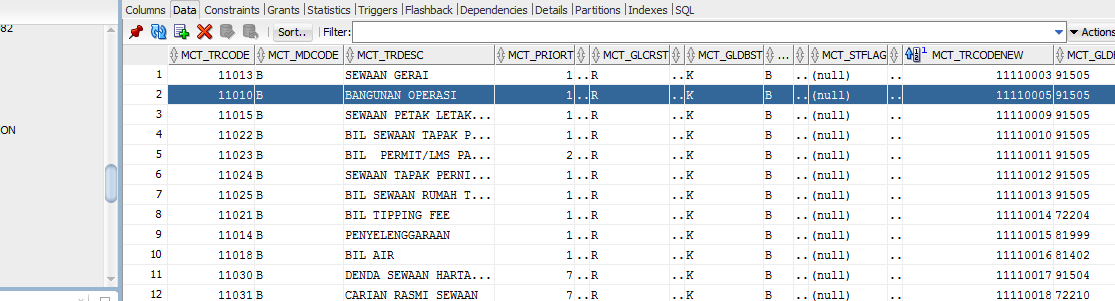 Columns Data Constraints Grants Statistics Triggers Flashback Dependencies Details Partitions Indexes SQL
82
Sort.. Filter: Actions
MCT_TRCODE MCT_MDCODE MCT_TRDESC MCT_PRIORT MCT_GLCRST MCT_GLDBST ... MCT_STFLAG 1 MCT_TRCODENEW MCT_GLD
1 11013 B SEWAAN GERAI 1 .. R .. K B .. (null) .. 11110003 91505
2 11010 B BANGUNAN OPERASI 1 .. R .. K B .. (null) .. 11110005 91505
3 11015 B SEWAAN PETAK LETAK... 1 .. R .. K B .. (null) .. 11110009 91505
ON
4 11022 B BIL SEWAAN TAPAK P... 1 .. R .. K B .. (null) .. 11110010 91505
5 11023 B BIL PERMIT/LMS PA... 2 .. R .. K B .. (null) .. 11110011 91505
6 11024 B SEWAAN TAPAK PERNI... 1 .. R .. K B .. (null) .. 11110012 91505
7 11025 B BIL SEWAAN RUMAH T... 1 .. R .. K B .. (null) .. 11110013 91505
8 11021 B BIL TIPPING FEE 1 .. R .. K B .. (null) .. 11110014 72204
9 11014 B PENYELENGGARAAN 1 .. R .. K B .. (null) .. 11110015 81999
10 11018 B BIL AIR 1 .. R .. K B .. (null) .. 11110016 81402
11 11030 B DENDA SEWAAN HARTA... 7 .. R .. K B .. (null) .. 11110017 91504
12 11031 B CARIAN RASMI SEWAAN 7 .. R .. K B .. (null) .. 11110018 72210